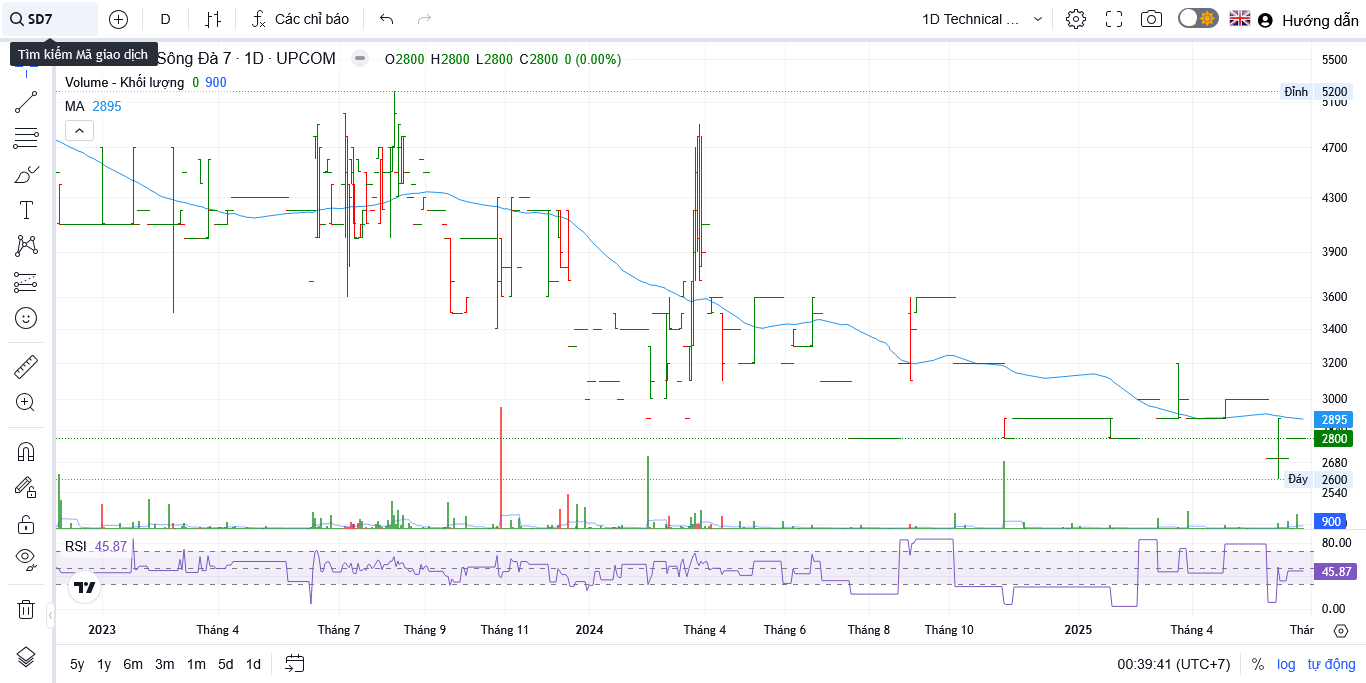 SD7
D
Các chỉ báo
1D Technical ...
Hướng dẫn
Tìm kiếm Mã giao dịch
Sông Đà 7 · 1D · UPCOM
O2800 H2800 L2800 C2800 0 (0.00%)
Volume - Khối lượng 0 900
MA 2895
5500
Đỉnh 5200
5100
4700
4300
3900
3600
3400
3200
3000
2895
2800
2680
Đáy 2600
2540
900
RSI 45.87
80.00
45.87
0.00
2023 Tháng 4 Tháng 7 Tháng 9 Tháng 11 2024 Tháng 4 Tháng 6 Tháng 8 Tháng 10 2025 Tháng 4 Thár
5y 1y 6m 3m 1m 5d 1d
00:39:41 (UTC+7) % log tự động